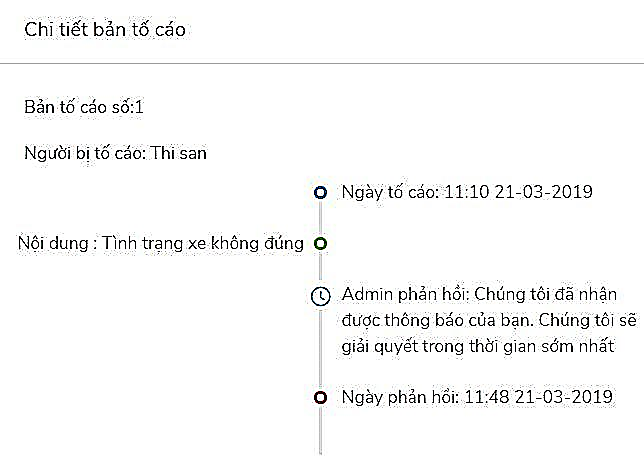 Chi tiết bản tố cáo
Bản tố cáo số:1
Người bị tố cáo: Thi san
Ngày tố cáo: 11:10 21-03-2019
Nội dung : Tình trạng xe không đúng
Admin phản hồi: Chúng tôi đã nhận
được thông báo của bạn. Chúng tôi sẽ
giải quyết trong thời gian sớm nhất
Ngày phản hồi: 11:48 21-03-2019